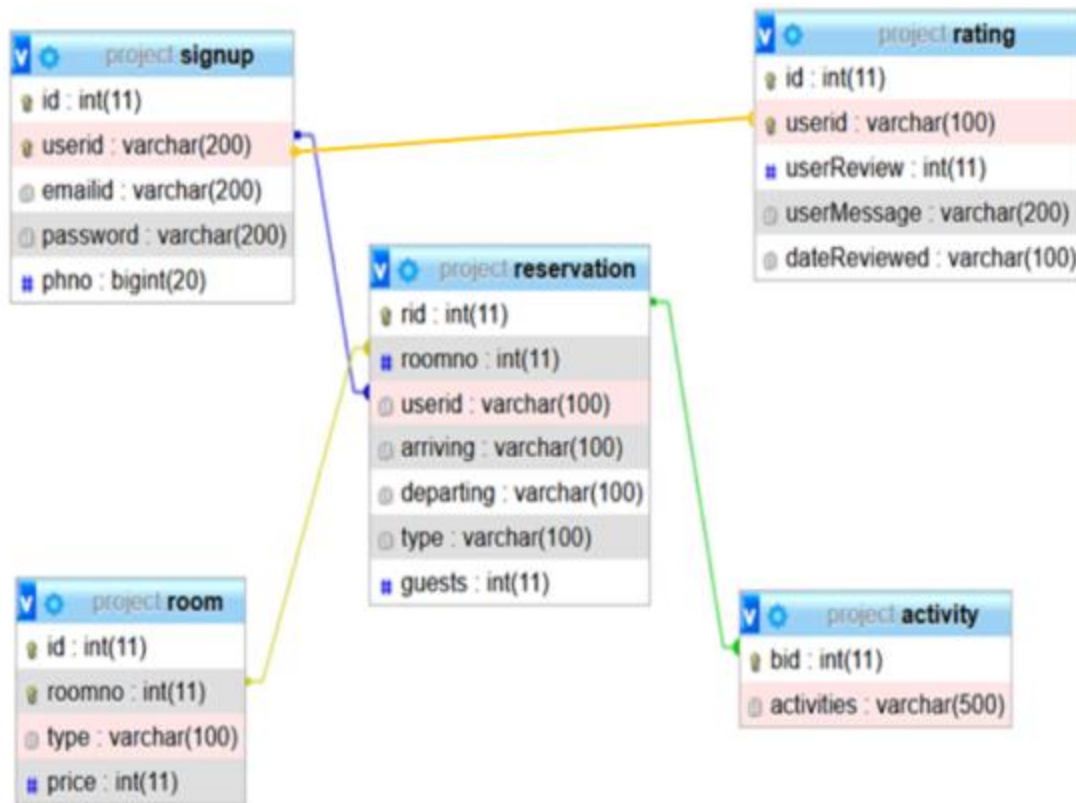 project signup
id : int(11)
userid : varchar(200)
emailid : varchar(200)
password : varchar(200)
phno : bigint(20)
project rating
id : int(11)
userid : varchar(100)
userReview : int(11)
userMessage : varchar(200)
dateReviewed : varchar(100)
project reservation
rid : int(11)
roomno : int(11)
userid : varchar(100)
arriving : varchar(100)
departing : varchar(100)
type : varchar(100)
guests : int(11)
project room
id : int(11)
roomno : int(11)
type : varchar(100)
price : int(11)
project activity
bid : int(11)
activities : varchar(500)